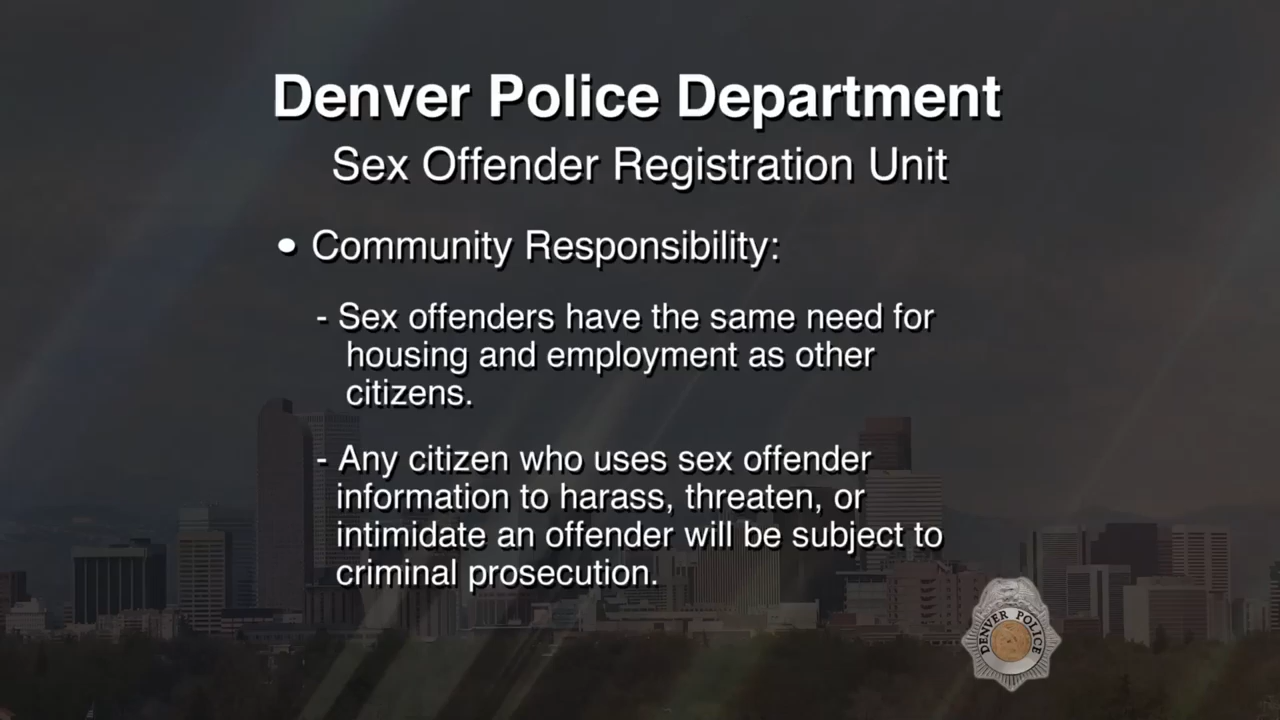 Denver Police Department
Sex Offender Registration Unit
• Community Responsibility:
- Sex offenders have the same need for
housing and employment as other
citizens.
- Any citizen who uses sex offender
information to harass, threaten, or
intimidate an offender will be subject to
criminal prosecution.
DENVER POLICE